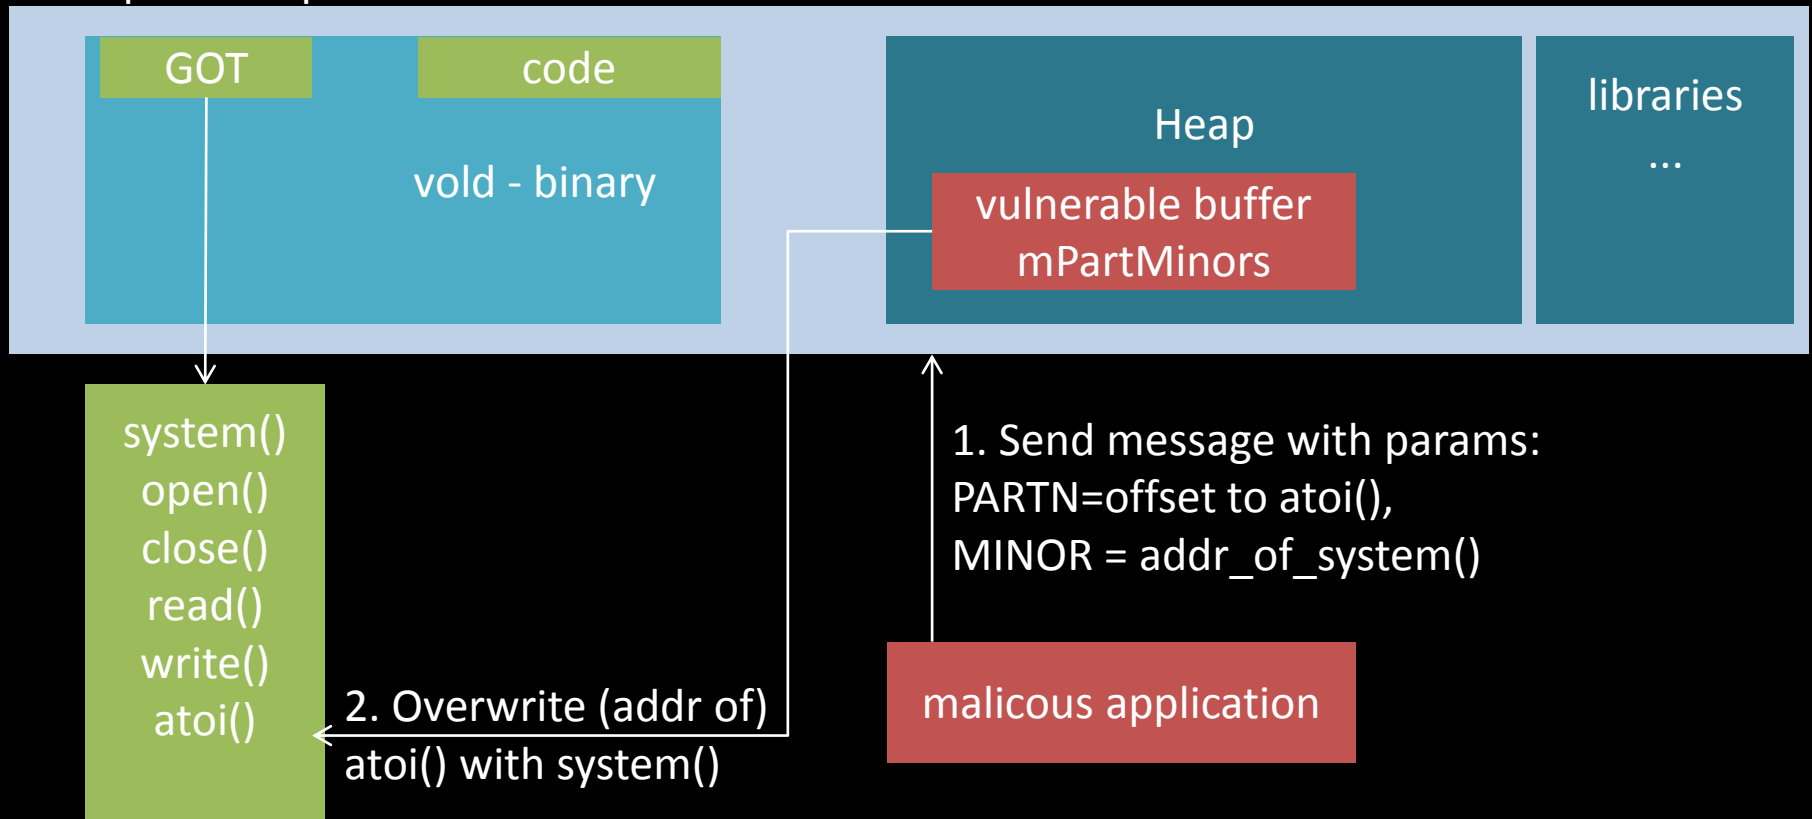 GOT
code
vold - binary
Heap
vulnerable buffer
mPartMinors
libraries
...
system()
open()
close()
read()
write()
atoi()
1. Send message with params:
PARTN=offset to atoi(),
MINOR = addr_of_system()
2. Overwrite (addr of)
atoi() with system()
malicous application